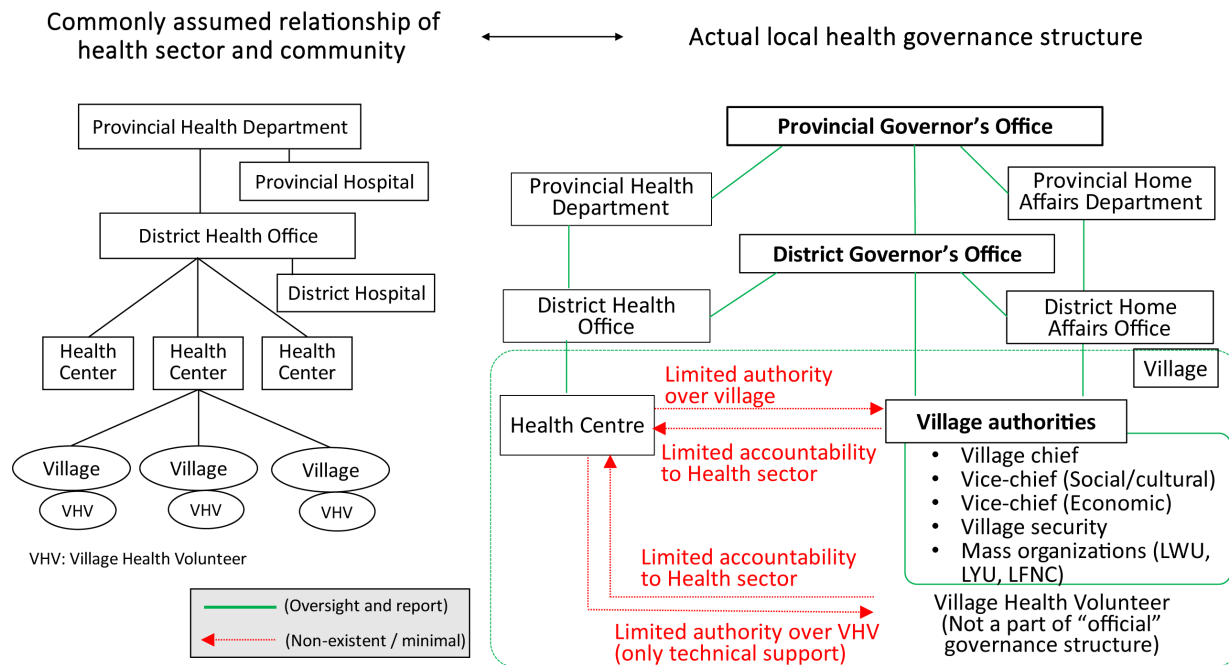 Commonly assumed relationship of
health sector and community
Actual local health governance structure
Provincial Health Department
Provincial Hospital
District Health Office
District Hospital
Health
Center
Health
Center
Health
Center
Village
Village
Village
VHV
VHV
VHV
VHV: Village Health Volunteer
(Oversight and report)
(Non-existent / minimal)
Provincial Governor's Office
Provincial Health
Department
Provincial Home
Affairs Department
District Governor's Office
District Health
Office
District Home
Affairs Office
Village
Limited authority
over village
Health Centre
Village authorities
Limited accountability
to Health sector
• Village chief
• Vice-chief (Social/cultural)
• Vice-chief (Economic)
• Village security
• Mass organizations (LWU,
LYU, LFNC)
Limited accountability
to Health sector
Village Health Volunteer
(Not a part of “official”
governance structure)
Limited authority over VHV
(only technical support)